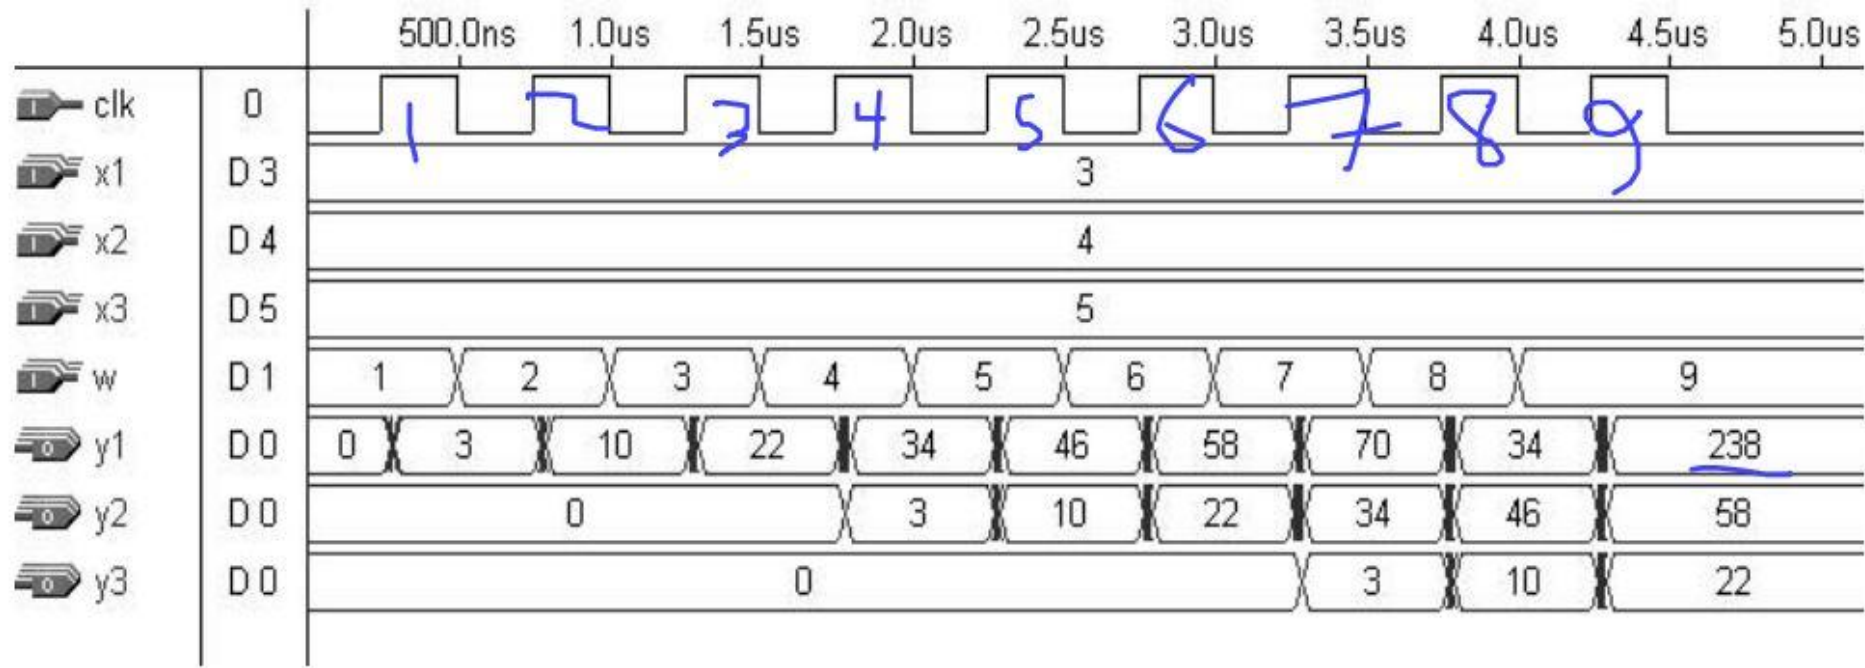 500.0ns 1.0us 1.5us 2.0us 2.5us 3.0us 3.5us 4.0us 4.5us 5.0us
clk 0 1 2 3 4 5 6 7 8 9
x1 D 3 3
x2 D 4 4
x3 D 5 5
w D 1 1 2 3 4 5 6 7 8 9
y1 D 0 0 3 10 22 34 46 58 70 34 238
y2 D 0 0 3 10 22 34 46 58
y3 D 0 0 3 10 22